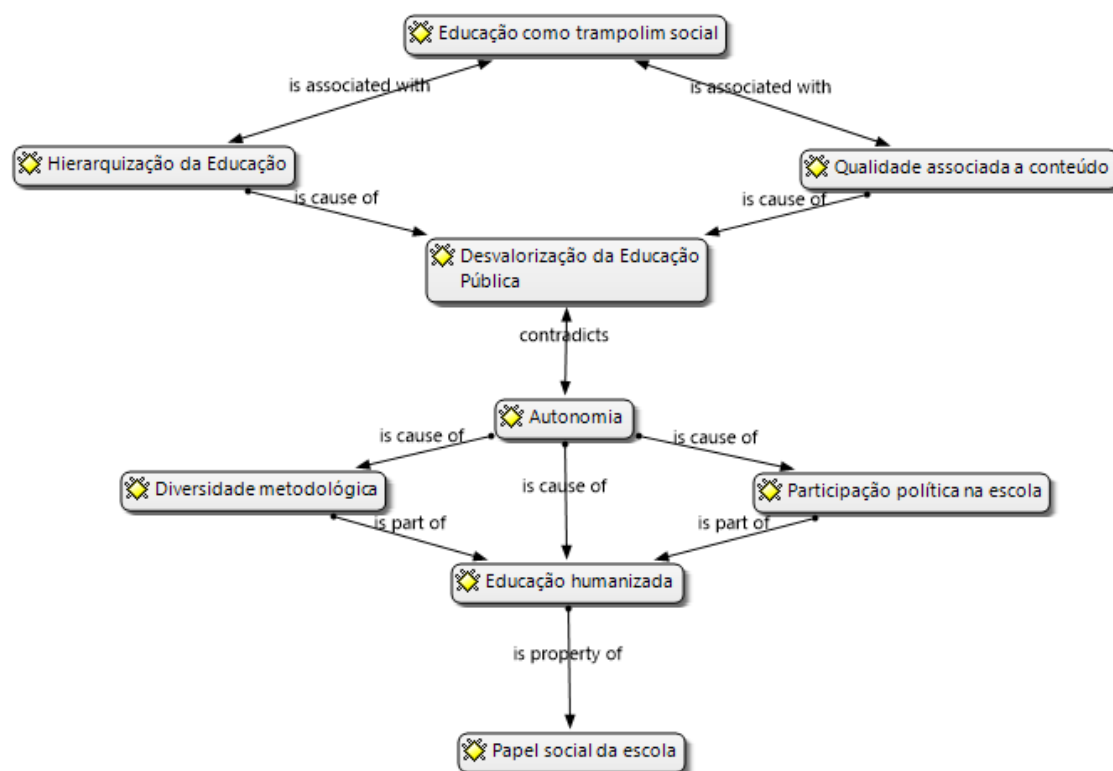 Educação como trampolim social
is associated with
is associated with
Hierarquização da Educação
Qualidade associada a conteúdo
is cause of
is cause of
Desvalorização da Educação
Pública
contradicts
Autonomia
is cause of
is cause of
is cause of
Diversidade metodológica
Participação política na escola
is part of
is part of
Educação humanizada
is property of
Papel social da escola